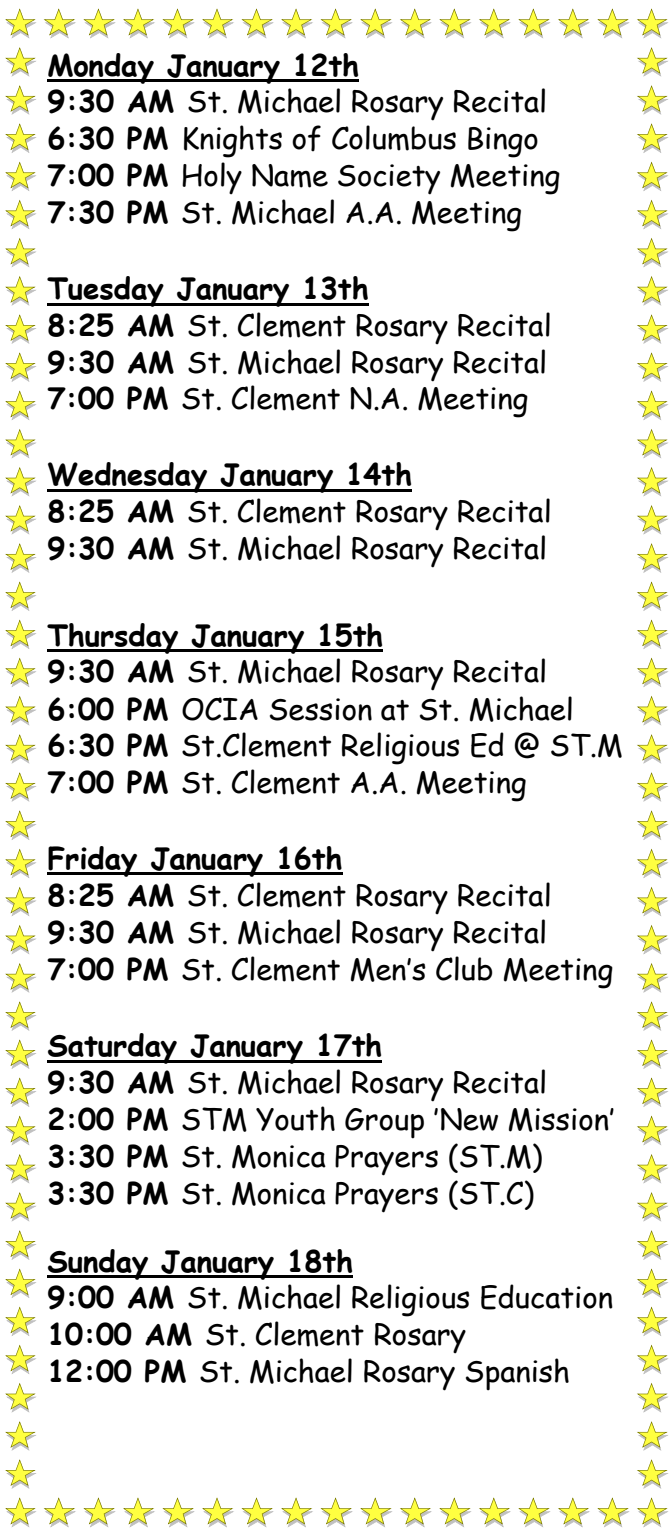 Monday January 12th
9:30 AM St. Michael Rosary Recital
6:30 PM Knights of Columbus Bingo
7:00 PM Holy Name Society Meeting
7:30 PM St. Michael A.A. Meeting
Tuesday January 13th
8:25 AM St. Clement Rosary Recital
9:30 AM St. Michael Rosary Recital
7:00 PM St. Clement N.A. Meeting
Wednesday January 14th
8:25 AM St. Clement Rosary Recital
9:30 AM St. Michael Rosary Recital
Thursday January 15th
9:30 AM St. Michael Rosary Recital
6:00 PM OCIA Session at St. Michael
6:30 PM St.Clement Religious Ed @ ST.M
7:00 PM St. Clement A.A. Meeting
Friday January 16th
8:25 AM St. Clement Rosary Recital
9:30 AM St. Michael Rosary Recital
7:00 PM St. Clement Men’s Club Meeting
Saturday January 17th
9:30 AM St. Michael Rosary Recital
2:00 PM STM Youth Group ’New Mission’
3:30 PM St. Monica Prayers (ST.M)
3:30 PM St. Monica Prayers (ST.C)
Sunday January 18th
9:00 AM St. Michael Religious Education
10:00 AM St. Clement Rosary
12:00 PM St. Michael Rosary Spanish